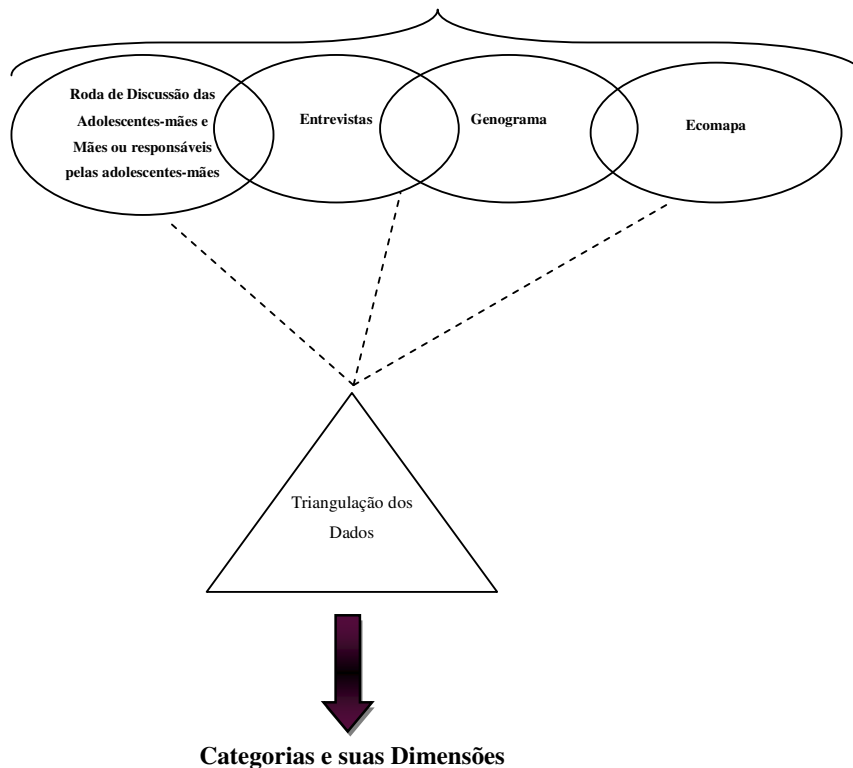 Roda de Discussão das
Adolescentes-mães e
Mães ou responsáveis
pelas adolescentes-mães
Entrevistas
Genograma
Ecomapa
Triangulação dos
Dados
Categorias e suas Dimensões